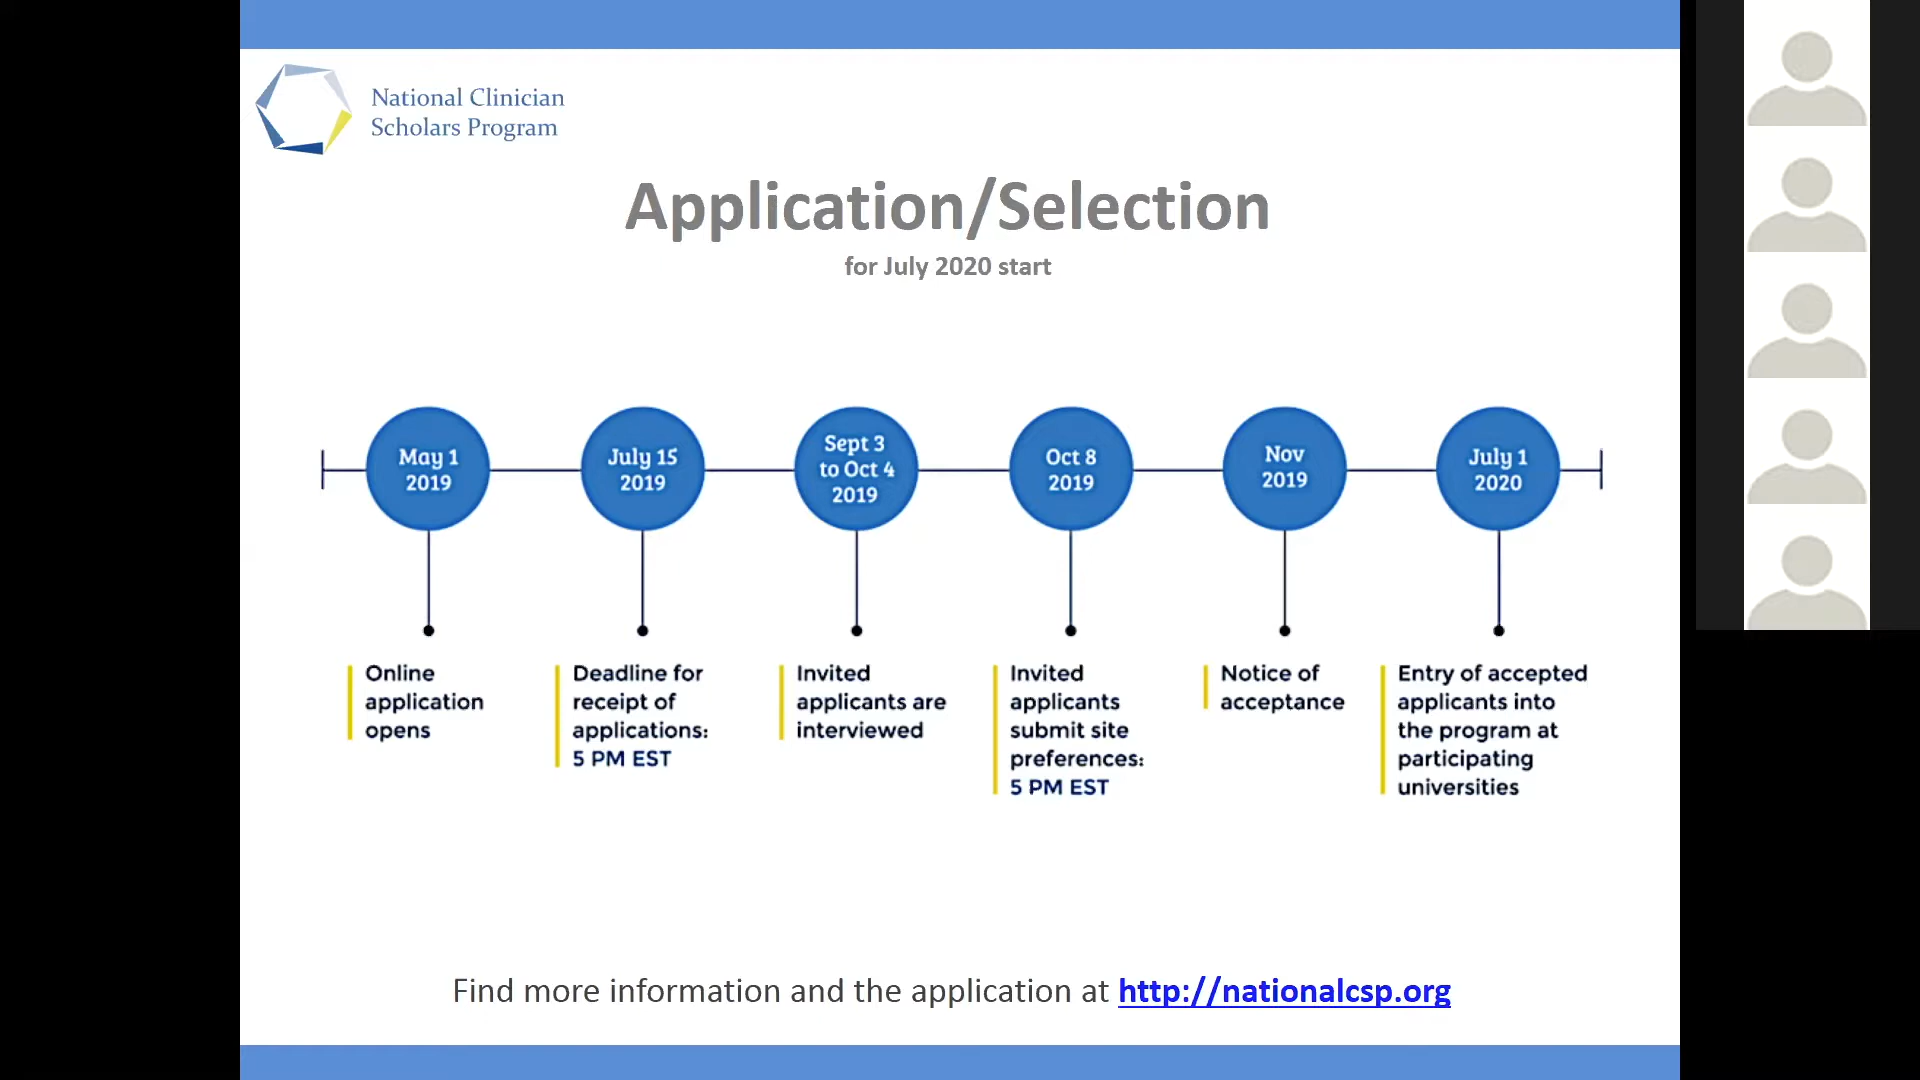 National Clinician
Scholars Program
Application/Selection
for July 2020 start
May 1
2019
July 15
2019
Sept 3
to Oct 4
2019
Oct 8
2019
Nov
2019
July 1
2020
Online
application
opens
Deadline for
receipt of
applications:
5 PM EST
Invited
applicants are
interviewed
Invited
applicants
submit site
preferences:
5 PM EST
Notice of
acceptance
Entry of accepted
applicants into
the program at
participating
universities
Find more information and the application at http://nationalcsp.org